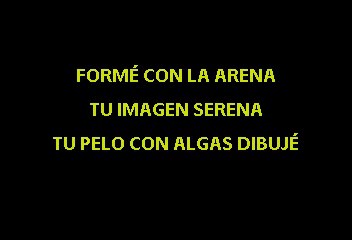 FORMÉ CON LA ARENA
TU IMAGEN SERENA
TU PELO CON ALGAS DIBUJÉ